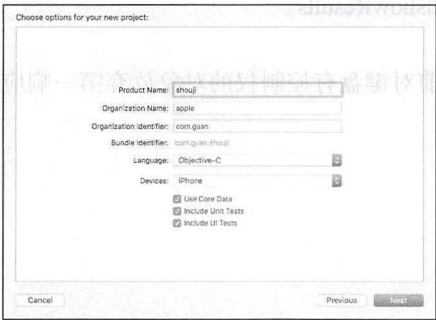 Choose options for your new project:
Product Name: shouji
Organization Name: apple
Organization Identifier: com.guan
Bundle Identifier: com.guan.shouji
Language: Objective-C
Devices: iPhone
Use Core Data
Include Unit Tests
Include UI Tests
Cancel
Previous
Next